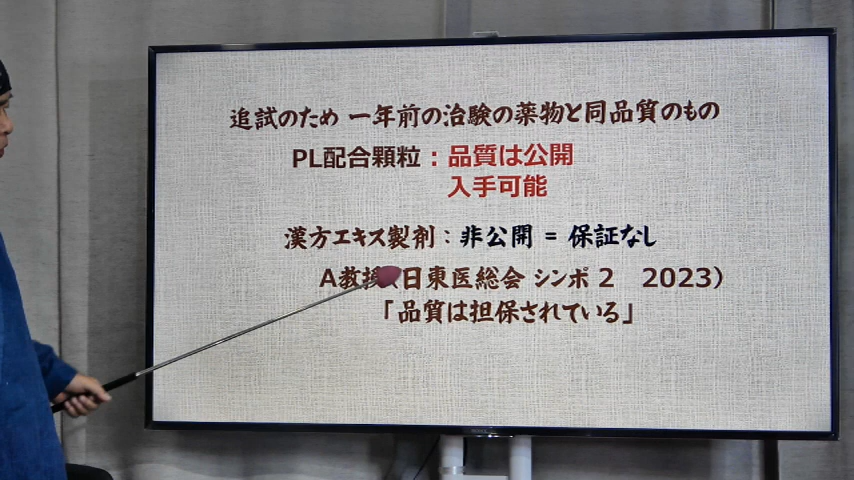 追試のため 一年前の治験の薬物と同品質のもの
PL配合顆粒：品質は公開
入手可能
漢方エキス製剤：非公開 = 保証なし
A教授(日東医総会 シンポ2 2023)
「品質は担保されている」